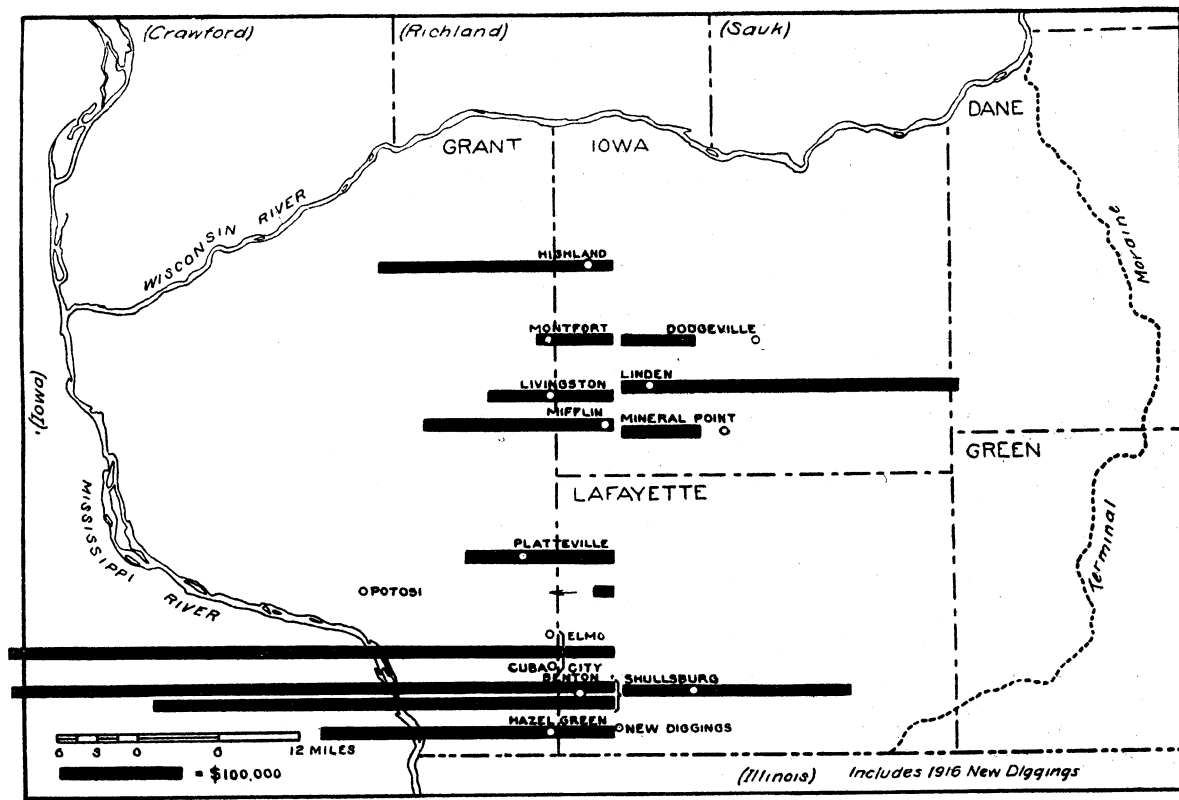 (Crawford)
(Richland)
(Sauk)
DANE
GRANT
IOWA
WISCONSIN RIVER
Moraine
HIGHLAND
MONTFORT
DODGEVILLE
LINDEN
LIVINGSTON
MIFFLIN
MINERAL POINT
(Iowa)
GREEN
LAFAYETTE
MISSISSIPPI
RIVER
PLATTEVILLE
Terminal
POTOSI
ELMO
CUBA CITY
BENTON
SHULLSBURG
HAZEL GREEN
NEW DIGGINGS
6 3 0 6 12 MILES
= $100,000
(Illinois)
Includes 1916 New Diggings